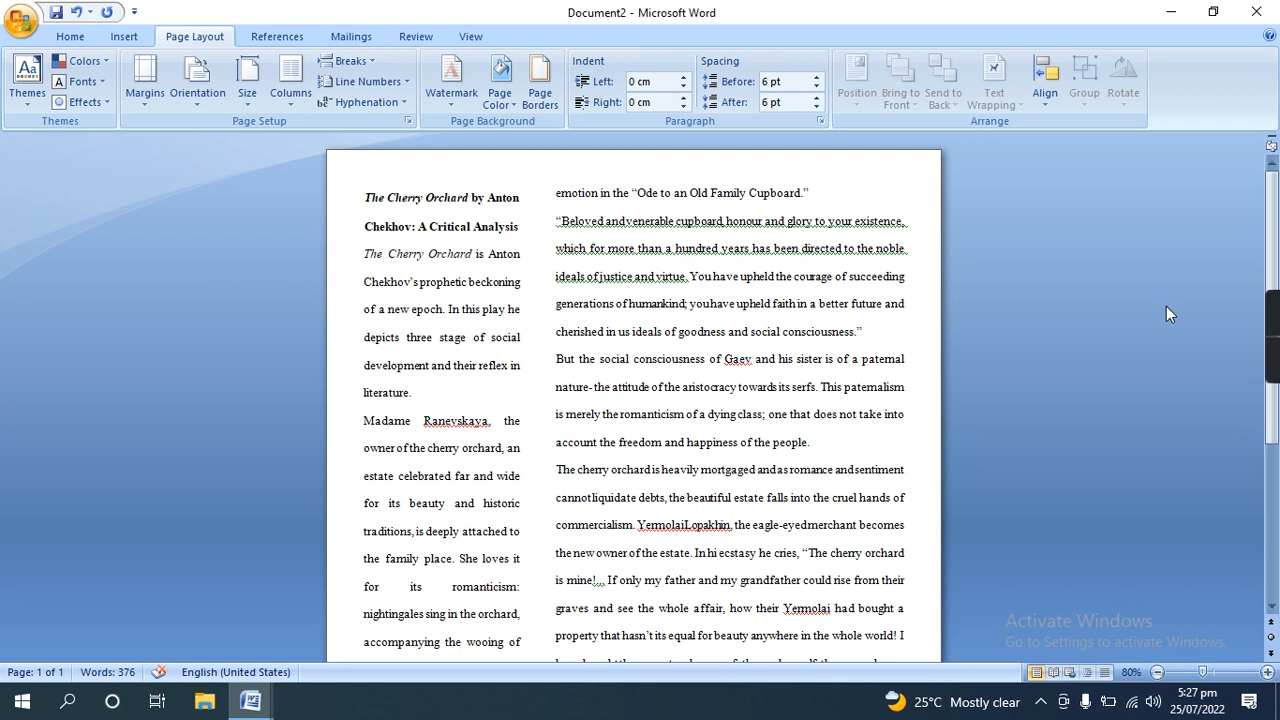 Document2 - Microsoft Word
Home Insert Page Layout References Mailings Review View
Themes
Colors
Fonts
Effects
Themes
Margins
Orientation
Size
Columns
Breaks
Line Numbers
Hyphenation
Page Setup
Watermark
Page Color
Page Borders
Page Background
Indent
Left: 0 cm
Right: 0 cm
Spacing
Before: 6 pt
After: 6 pt
Paragraph
Position
Bring to Front
Send to Back
Text Wrapping
Align
Group
Rotate
Arrange
The Cherry Orchard by Anton
Chekhov: A Critical Analysis
The Cherry Orchard is Anton
Chekhov’s prophetic beckoning
of a new epoch. In this play he
depicts three stage of social
development and their reflex in
literature.
Madame Ranevskaya, the
owner of the cherry orchard, an
estate celebrated far and wide
for its beauty and historic
traditions, is deeply attached to
the family place. She loves it
for its romanticism:
nightingales sing in the orchard,
accompanying the wooing of
emotion in the “Ode to an Old Family Cupboard.”
“Beloved and venerable cupboard, honour and glory to your existence,
which for more than a hundred years has been directed to the noble
ideals of justice and virtue. You have upheld the courage of succeeding
generations of humankind; you have upheld faith in a better future and
cherished in us ideals of goodness and social consciousness.”
But the social consciousness of Gaev and his sister is of a paternal
nature- the attitude of the aristocracy towards its serfs. This paternalism
is merely the romanticism of a dying class; one that does not take into
account the freedom and happiness of the people.
The cherry orchard is heavily mortgaged and as romance and sentiment
cannot liquidate debts, the beautiful estate falls into the cruel hands of
commercialism. Yermolai Lopakhin, the eagle-eyed merchant becomes
the new owner of the estate. In hi ecstasy he cries, “The cherry orchard
is mine!... If only my father and my grandfather could rise from their
graves and see the whole affair, how their Yermolai had bought a
property that hasn’t its equal for beauty anywhere in the whole world! I
Activate Windows
Go to Settings to activate Windows.
Page: 1 of 1 Words: 376 English (United States) 80%
25°C Mostly clear
5:27 pm
25/07/2022